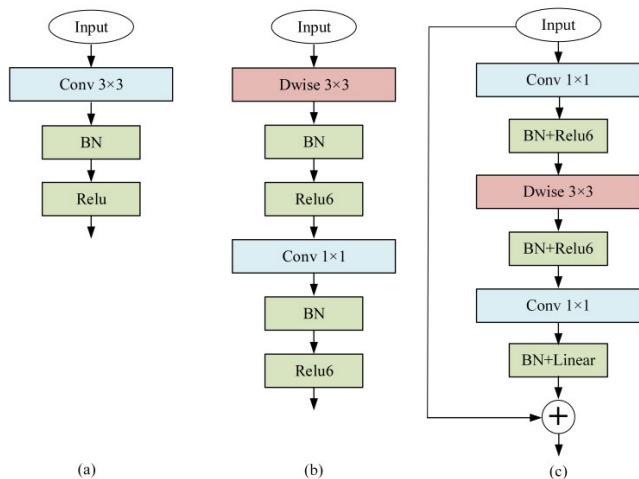 Input
Conv 3×3
BN
Relu
(a)
Input
Dwise 3×3
BN
Relu6
Conv 1×1
BN
Relu6
(b)
Input
Conv 1×1
BN+Relu6
Dwise 3×3
BN+Relu6
Conv 1×1
BN+Linear
+
(c)